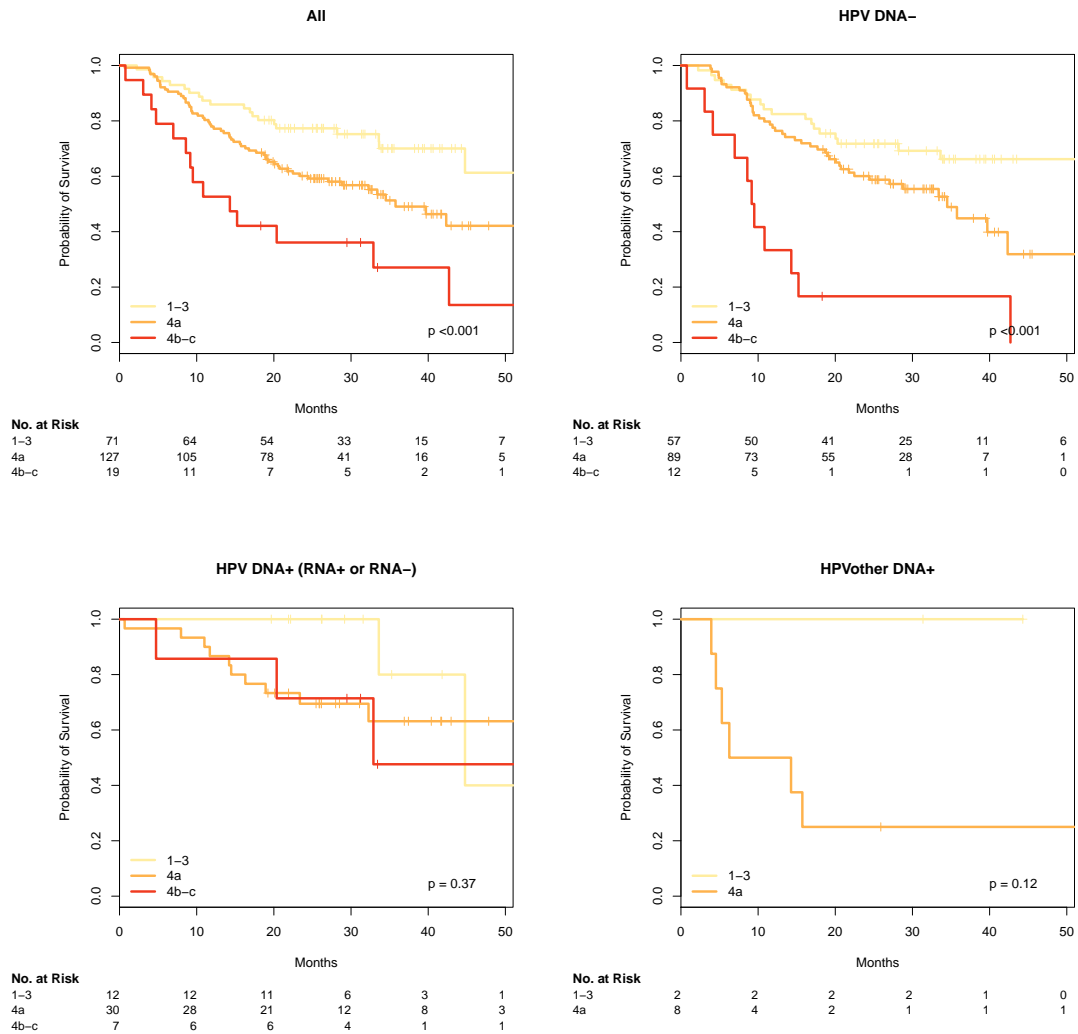 All
Probability of Survival
1.0
0.8
0.6
0.4
0.2
0.0
1−3
4a
4b−c
p <0.001
0 10 20 30 40 50
Months
No. at Risk
1−3 71 64 54 33 15 7
4a 127 105 78 41 16 5
4b−c 19 11 7 5 2 1
HPV DNA−
Probability of Survival
1.0
0.8
0.6
0.4
0.2
0.0
1−3
4a
4b−c
p <0.001
0 10 20 30 40 50
Months
No. at Risk
1−3 57 50 41 25 11 6
4a 89 73 55 28 7 1
4b−c 12 5 1 1 1 0
HPV DNA+ (RNA+ or RNA−)
Probability of Survival
1.0
0.8
0.6
0.4
0.2
0.0
1−3
4a
4b−c
p = 0.37
0 10 20 30 40 50
Months
No. at Risk
1−3 12 12 11 6 3 1
4a 30 28 21 12 8 3
4b−c 7 6 6 4 1 1
HPVother DNA+
Probability of Survival
1.0
0.8
0.6
0.4
0.2
0.0
1−3
4a
p = 0.12
0 10 20 30 40 50
Months
No. at Risk
1−3 2 2 2 2 1 0
4a 8 4 2 1 1 1